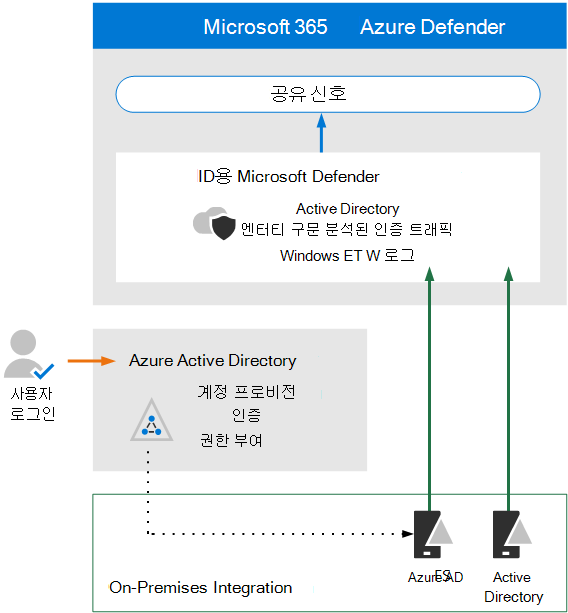 Microsoft 365 Azure Defender
공유 신호
ID용 Microsoft Defender
Active Directory
엔터티 구문 분석된 인증 트래픽
Windows ET W 로그
사용자
로그인
Azure Active Directory
계정 프로비전
인증
권한 부여
On-Premises Integration
Azure AD
FS
Active
Directory